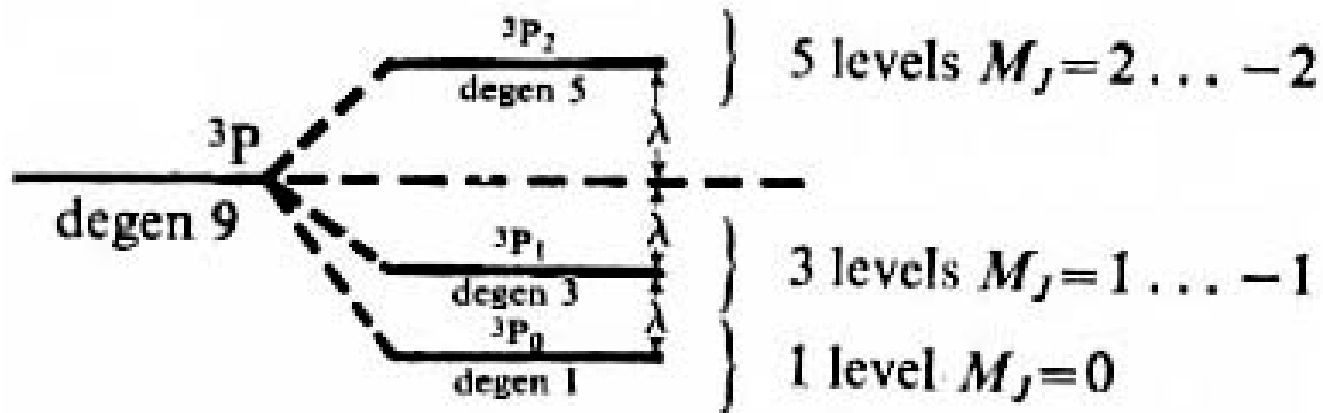 ³P₂
degen 5
} 5 levels M_J=2 ... −2
λ
³P
degen 9
λ
³P₁
degen 3
} 3 levels M_J=1 ... −1
λ
³P₀
degen 1
} 1 level M_J=0